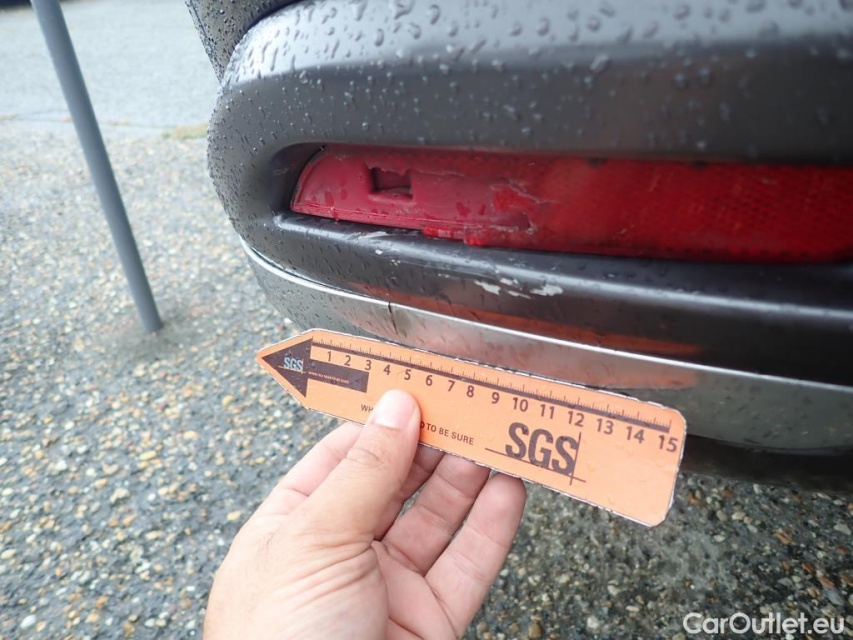 SGS
1 2 3 4 5 6 7 8 9 10 11 12 13 14 15
WH
D TO BE SURE
SGS
CarOutlet.eu